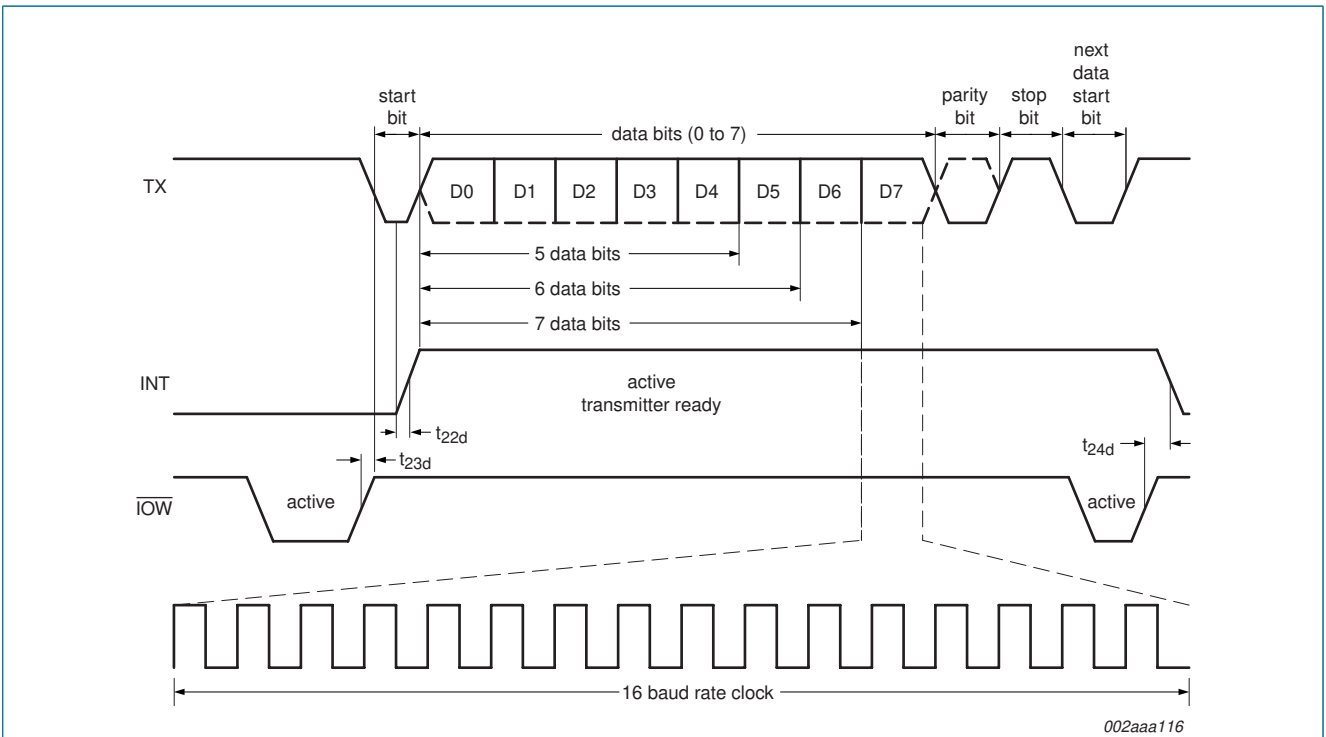 next
data
start
bit
start
bit
parity
bit
stop
bit
data bits (0 to 7)
TX
D0 D1 D2 D3 D4 D5 D6 D7
5 data bits
6 data bits
7 data bits
INT
active
transmitter ready
t22d
t23d
t24d
IOW
active
active
16 baud rate clock
002aaa116